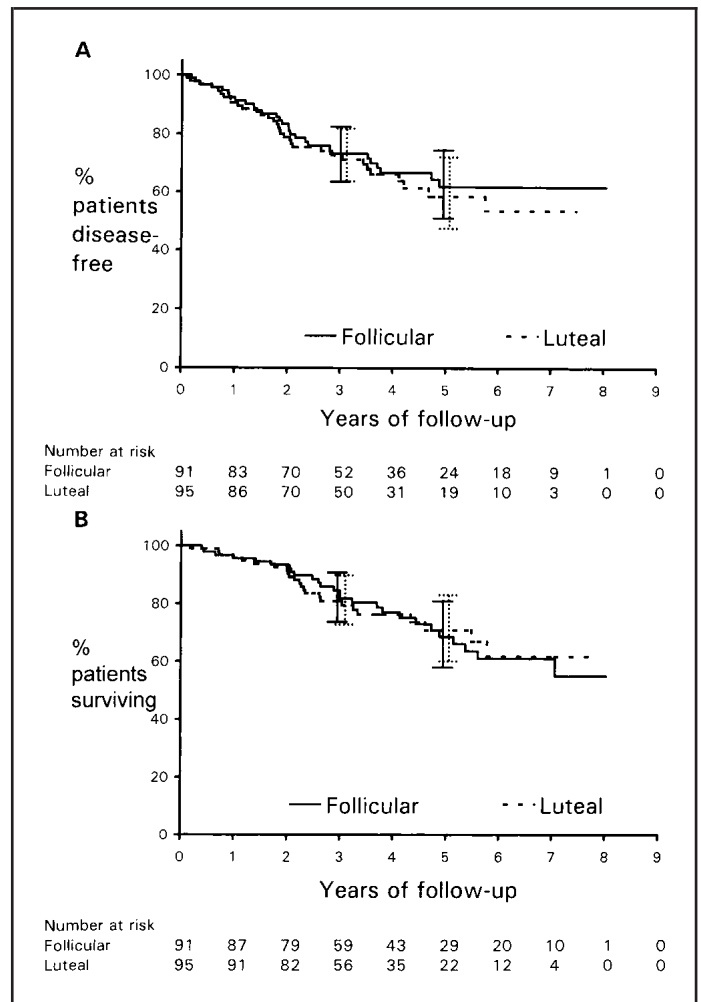 A
100
80
%
patients
disease-
free
60
40
20
0
Follicular Luteal
0 1 2 3 4 5 6 7 8 9
Years of follow-up
Number at risk
Follicular 91 83 70 52 36 24 18 9 1 0
Luteal 95 86 70 50 31 19 10 3 0 0
B
100
80
%
patients
surviving
60
40
20
0
Follicular Luteal
0 1 2 3 4 5 6 7 8 9
Years of follow-up
Number at risk
Follicular 91 87 79 59 43 29 20 10 1 0
Luteal 95 91 82 56 35 22 12 4 0 0